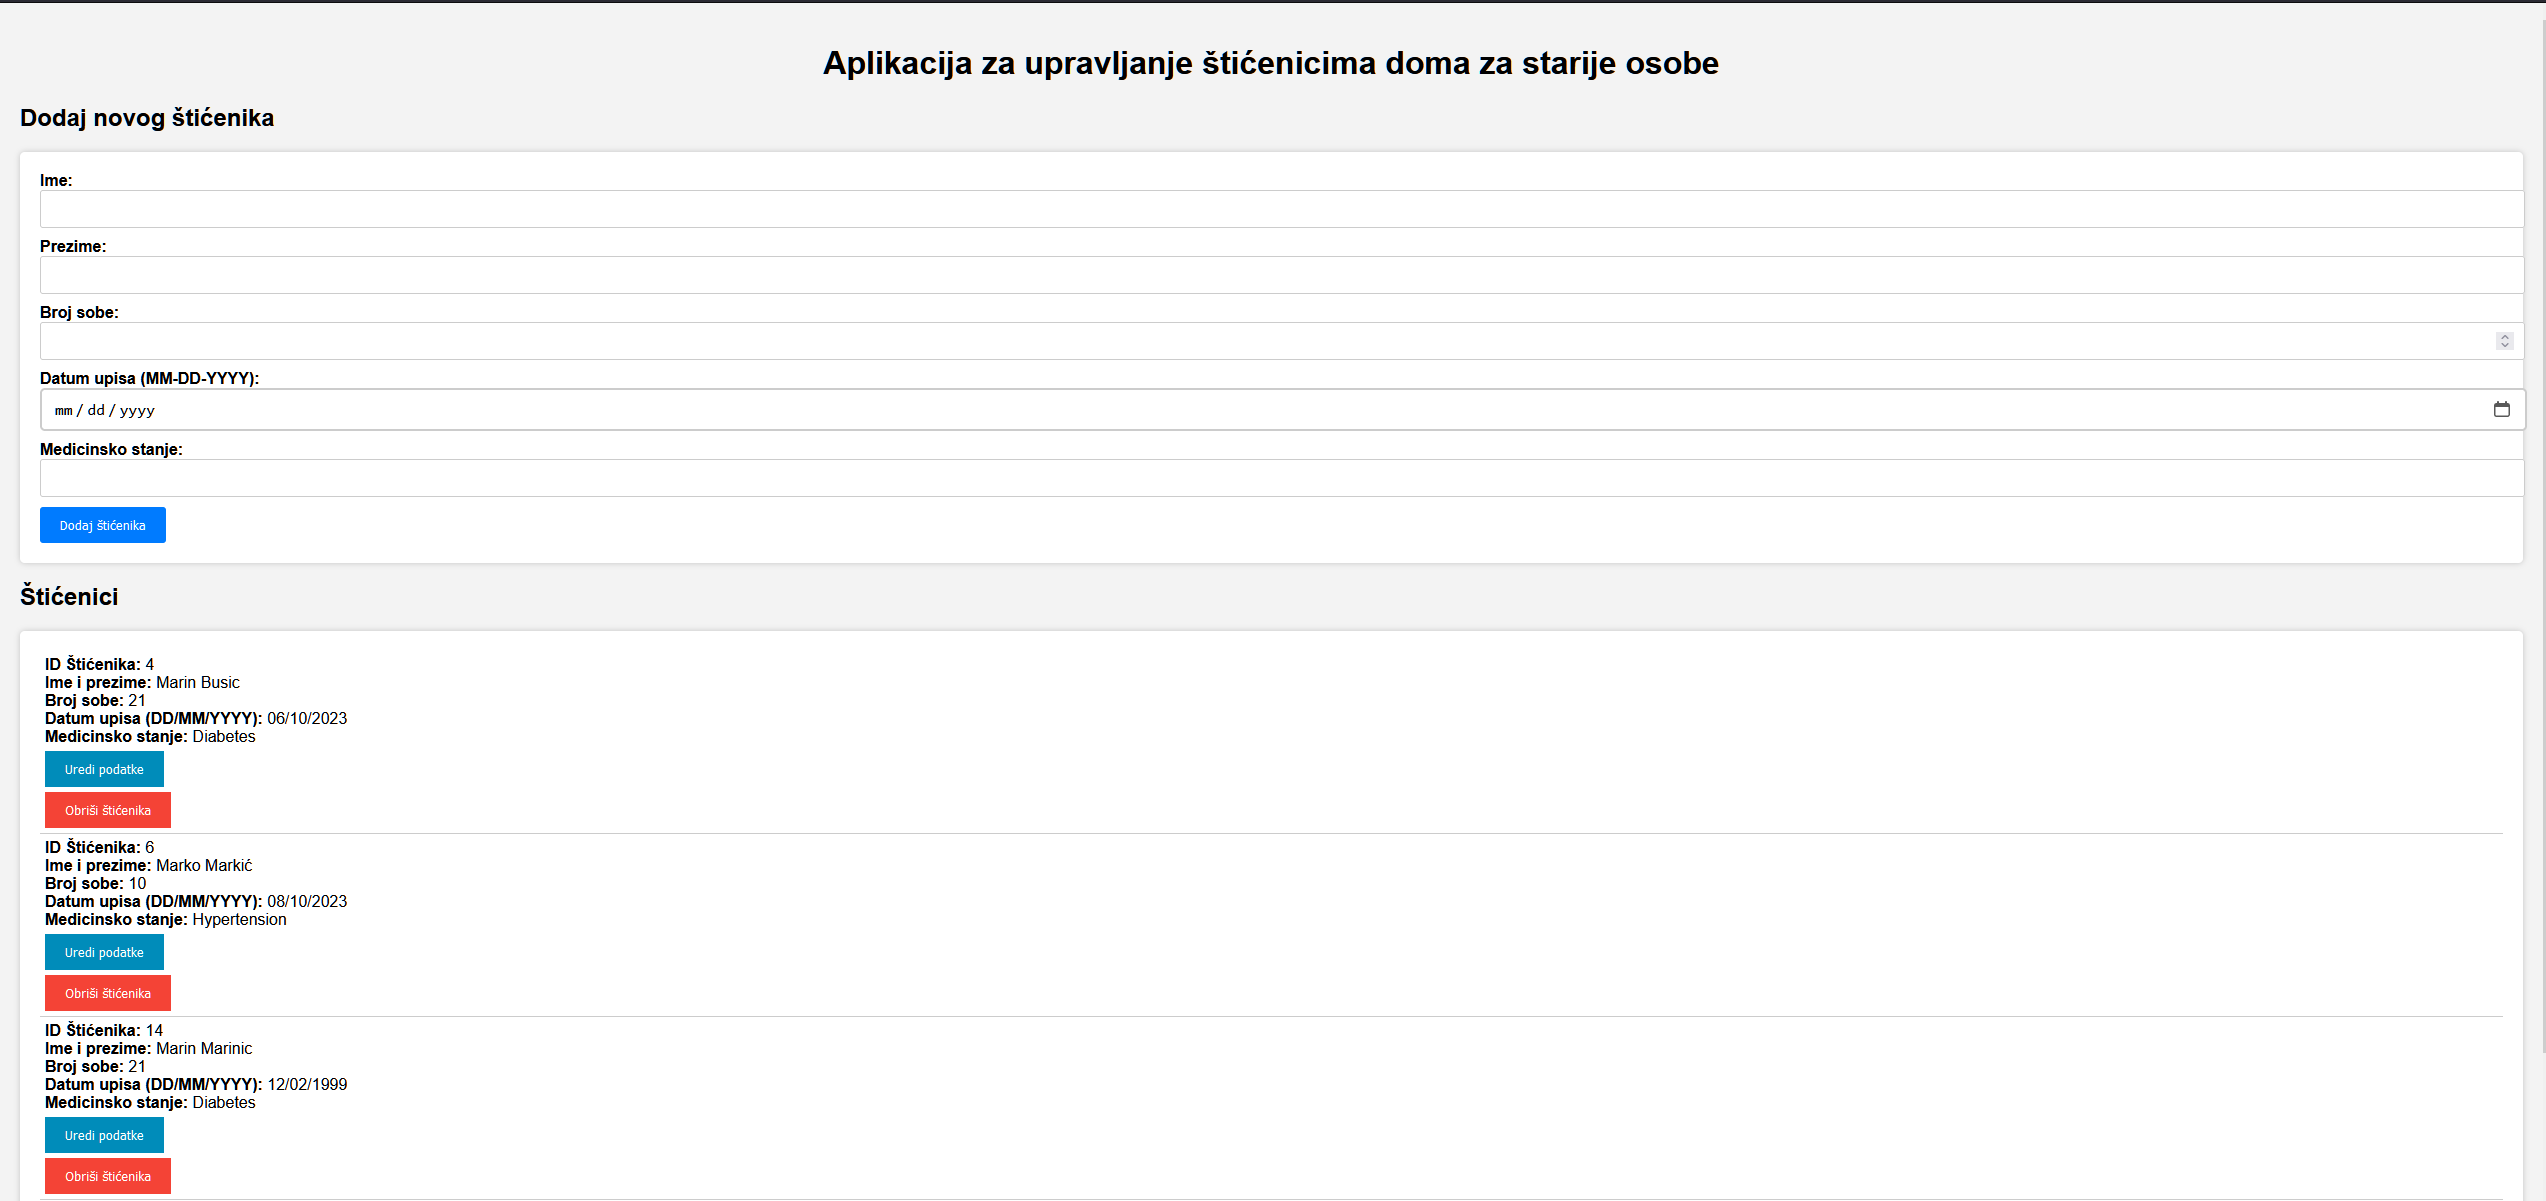 Aplikacija za upravljanje štićenicima doma za starije osobe
Dodaj novog štićenika
Ime:
Prezime:
Broj sobe:
Datum upisa (MM-DD-YYYY):
mm / dd / yyyy
Medicinsko stanje:
Dodaj štićenika
Štićenici
ID Štićenika: 4
Ime i prezime: Marin Busic
Broj sobe: 21
Datum upisa (DD/MM/YYYY): 06/10/2023
Medicinsko stanje: Diabetes
Uredi podatke
Obriši štićenika
ID Štićenika: 6
Ime i prezime: Marko Markić
Broj sobe: 10
Datum upisa (DD/MM/YYYY): 08/10/2023
Medicinsko stanje: Hypertension
Uredi podatke
Obriši štićenika
ID Štićenika: 14
Ime i prezime: Marin Marinic
Broj sobe: 21
Datum upisa (DD/MM/YYYY): 12/02/1999
Medicinsko stanje: Diabetes
Uredi podatke
Obriši štićenika